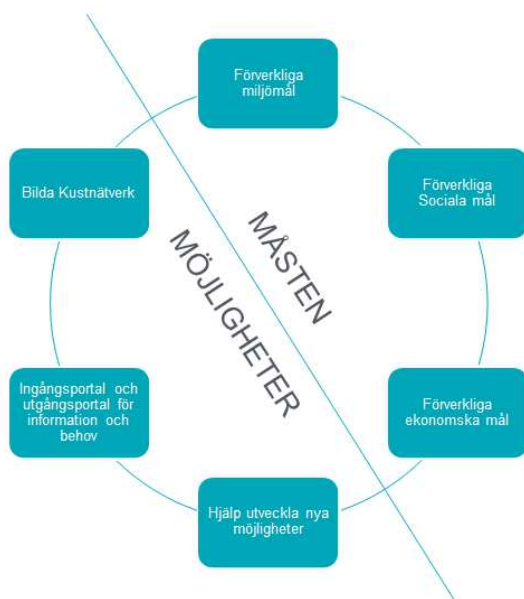 Förverkliga
miljömål
Förverkliga
Sociala mål
Förverkliga
ekonomska mål
Hjälp utveckla nya
möjligheter
Ingångsportal och
utgångsportal för
information och
behov
Bilda Kustnätverk
MÅSTEN
MÖJLIGHETER